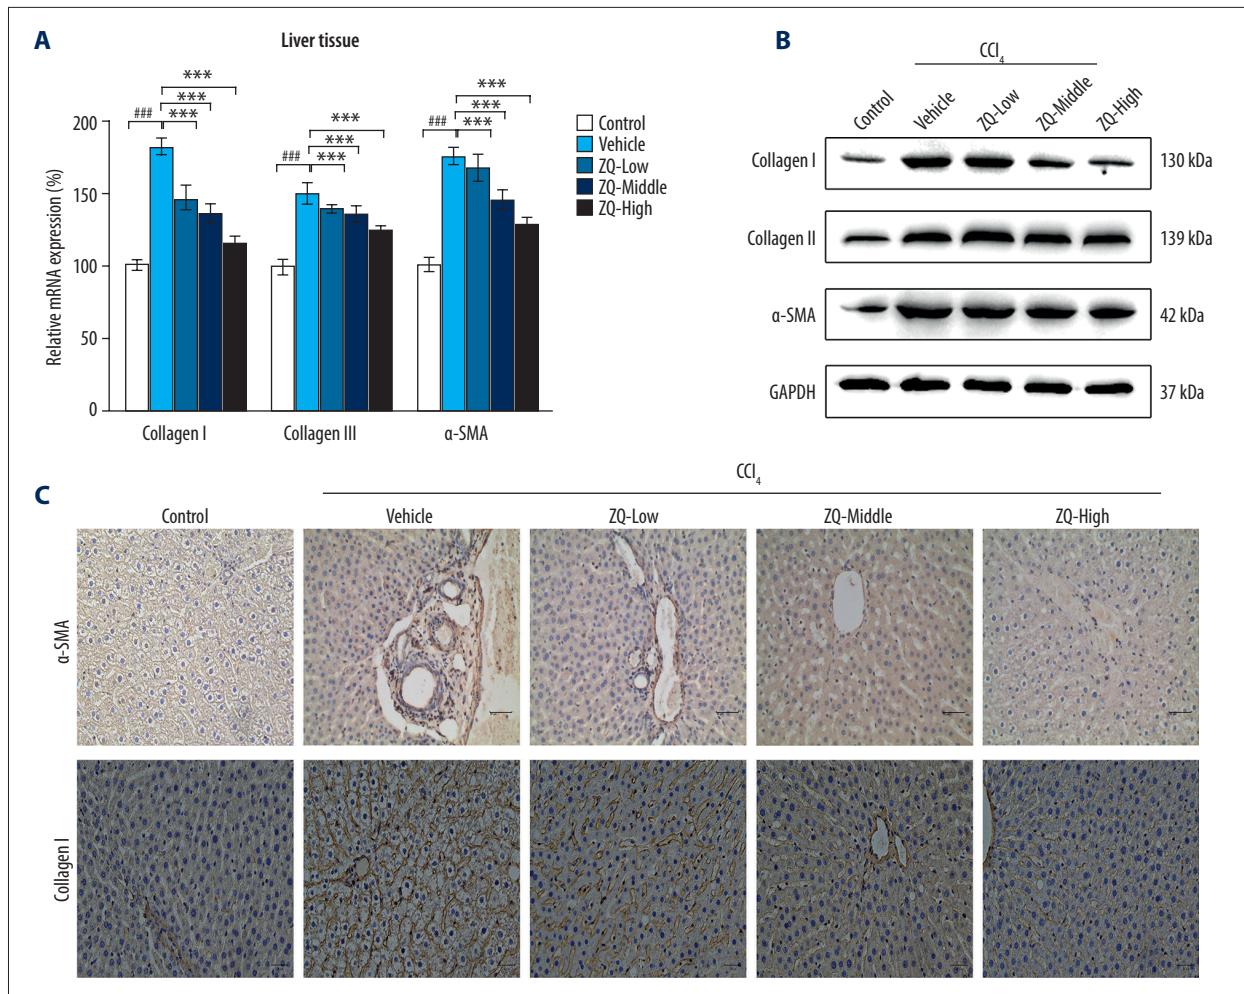 A
Liver tissue
***
***
***
###
***
***
***
###
***
***
***
###
Relative mRNA expression (%)
200
150
100
50
0
Collagen I
Collagen III
α-SMA
Control
Vehicle
ZQ-Low
ZQ-Middle
ZQ-High
B
CCl4
Control
Vehicle
ZQ-Low
ZQ-Middle
ZQ-High
Collagen I
130 kDa
Collagen II
139 kDa
α-SMA
42 kDa
GAPDH
37 kDa
C
CCl4
Control
Vehicle
ZQ-Low
ZQ-Middle
ZQ-High
α-SMA
Collagen I